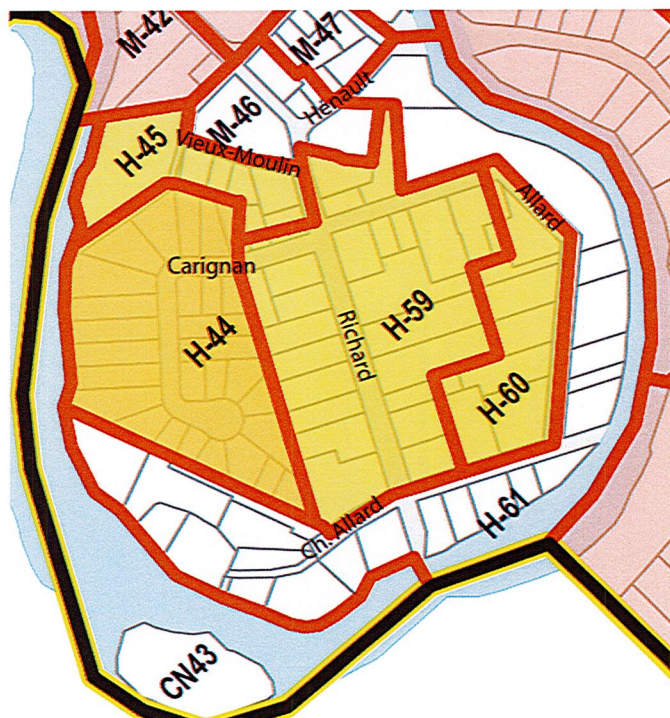 M-42
M-47
M-46
Hénault
H-45
Vieux-Moulin
Allard
Carignan
H-44
Richard
H-59
H-60
H-61
Ch. Allard
CN43